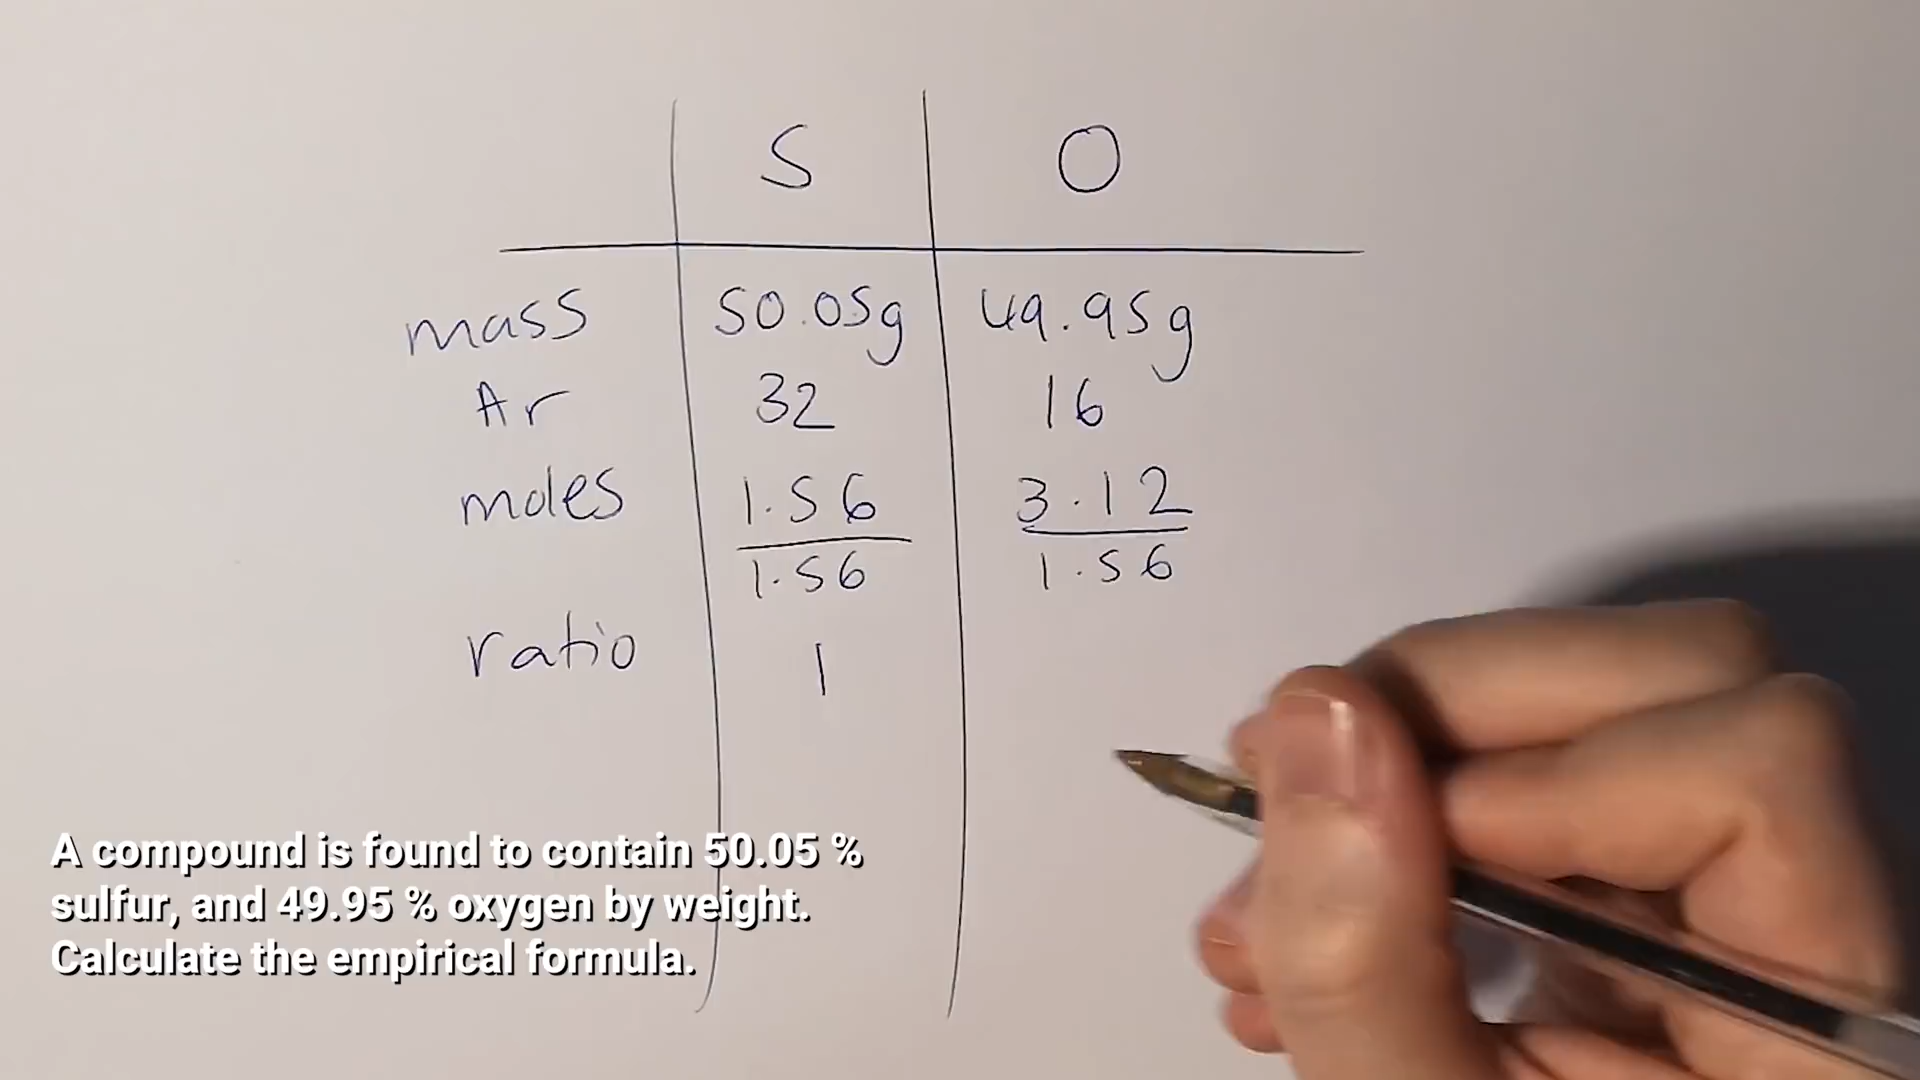 S O
mass 50.05g 49.95g
Ar 32 16
moles 1.56 3.12
1.56 1.56
ratio 1
A compound is found to contain 50.05 %
sulfur, and 49.95 % oxygen by weight.
Calculate the empirical formula.